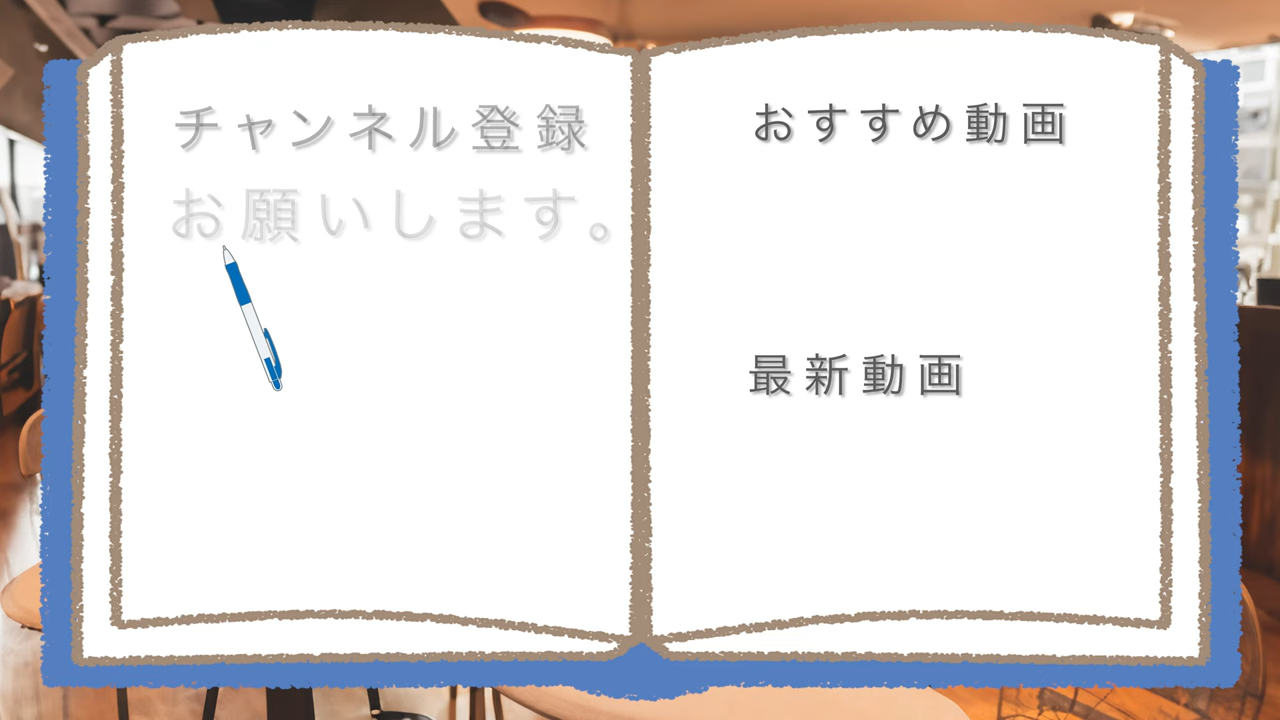 チャンネル登録
お願いします。
おすすめ動画
最新動画